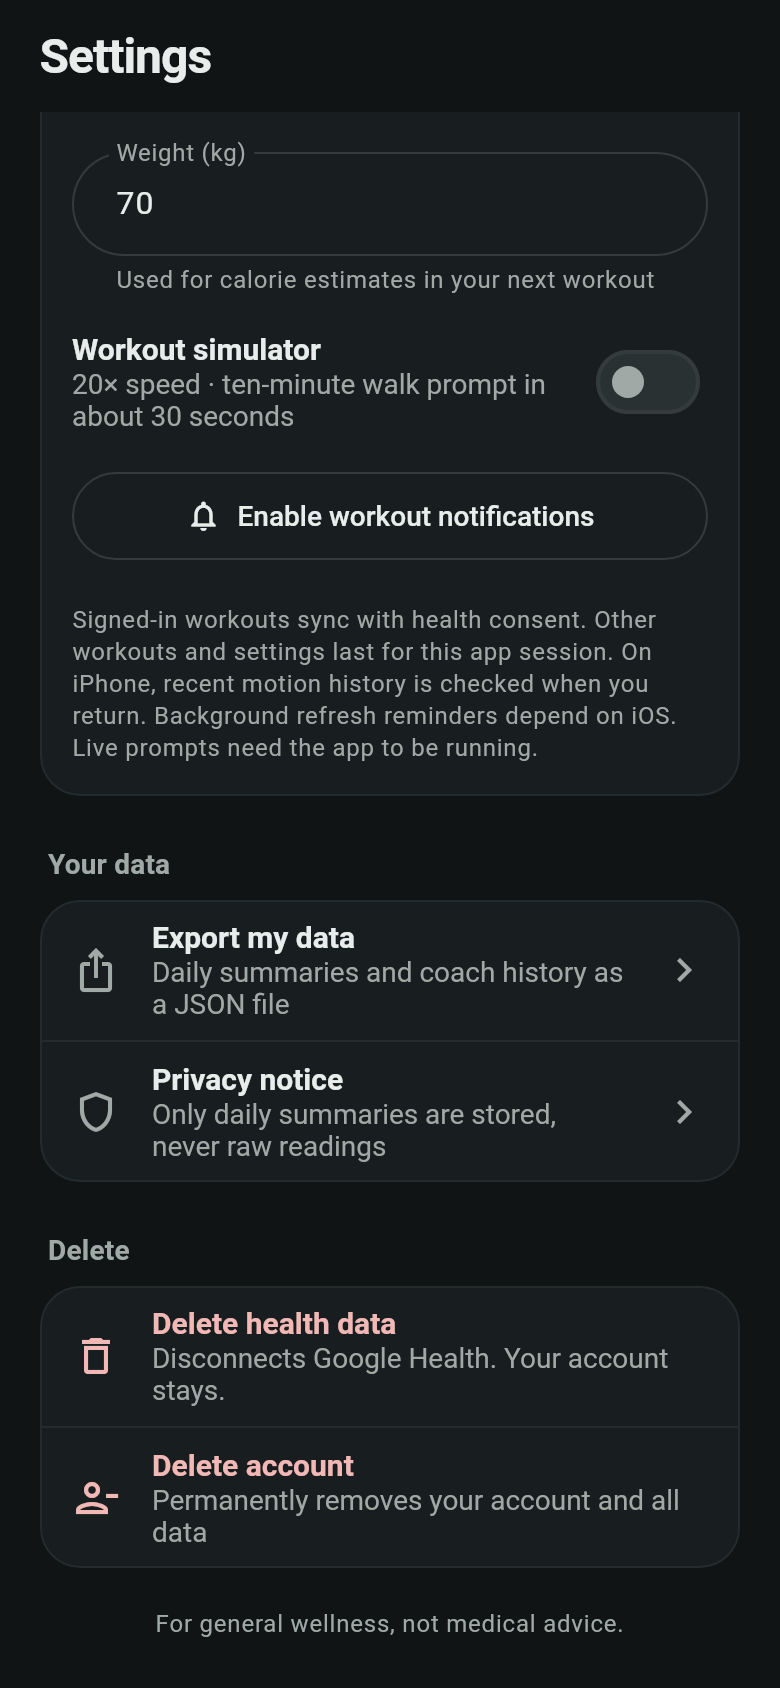 Settings
Weight (kg)
70
Used for calorie estimates in your next workout
Workout simulator
20× speed · ten-minute walk prompt in
about 30 seconds
Enable workout notifications
Signed-in workouts sync with health consent. Other
workouts and settings last for this app session. On
iPhone, recent motion history is checked when you
return. Background refresh reminders depend on iOS.
Live prompts need the app to be running.
Your data
Export my data
Daily summaries and coach history as
a JSON file
Privacy notice
Only daily summaries are stored,
never raw readings
Delete
Delete health data
Disconnects Google Health. Your account
stays.
Delete account
Permanently removes your account and all
data
For general wellness, not medical advice.